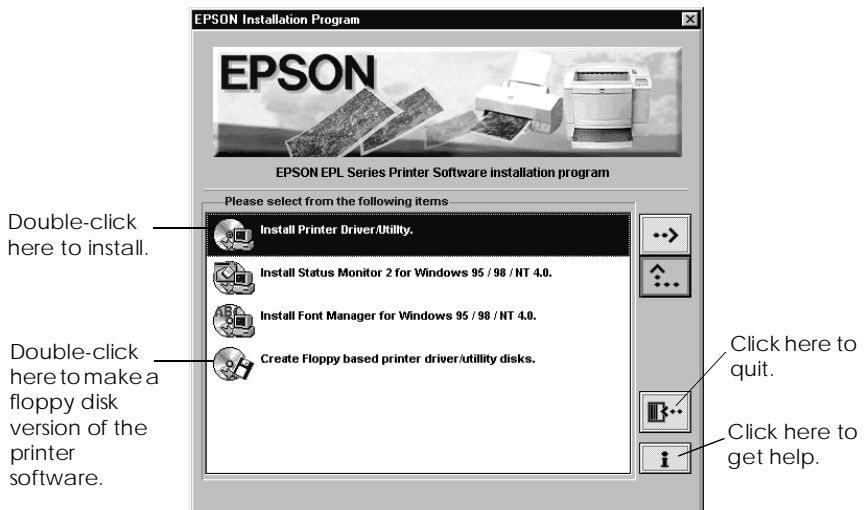 EPSON Installation Program
EPSON
EPSON EPL Series Printer Software installation program
Please select from the following items
Install Printer Driver/Utillty.
Install Status Monitor 2 for Windows 95 / 98 / NT 4.0.
Install Font Manager for Windows 95 / 98 / NT 4.0.
Create Floppy based printer driver/utillity disks.
Double-click
here to install.
Double-click
here to make a
floppy disk
version of the
printer
software.
Click here to
quit.
Click here to
get help.